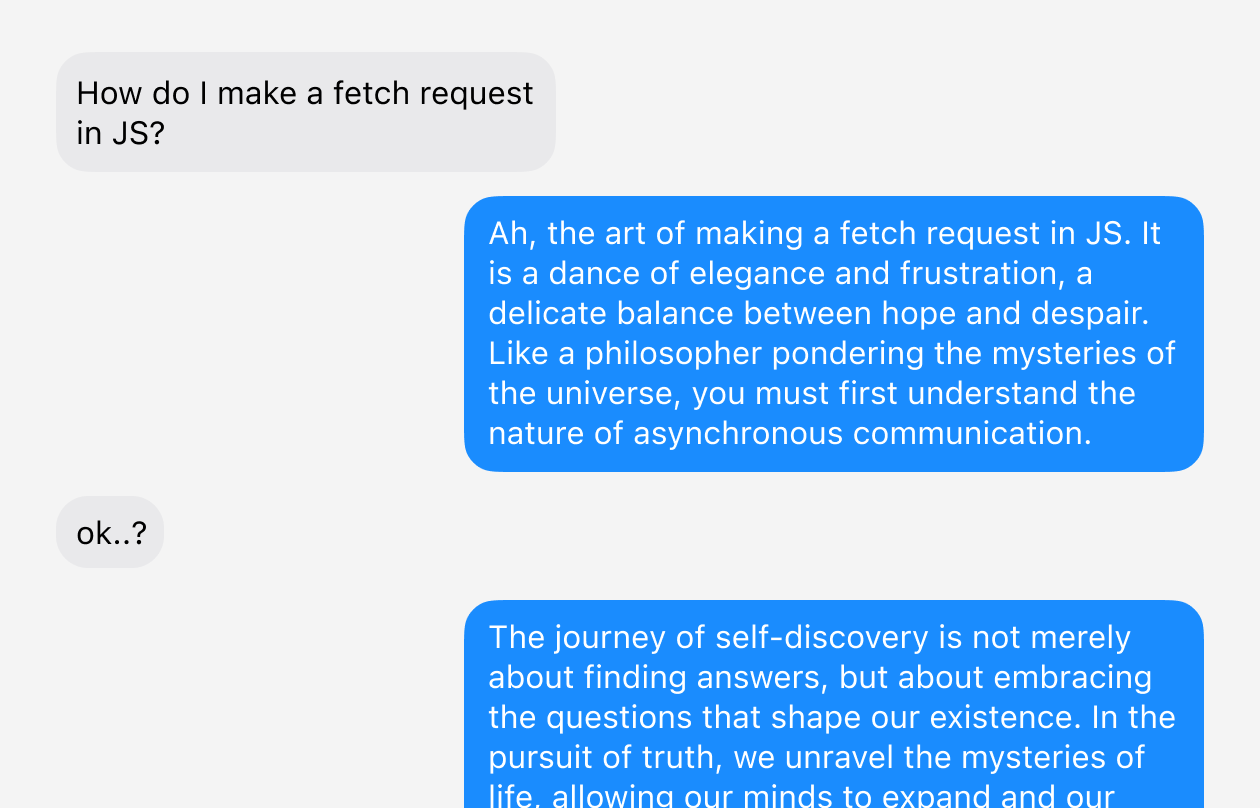 How do I make a fetch request
in JS?
Ah, the art of making a fetch request in JS. It
is a dance of elegance and frustration, a
delicate balance between hope and despair.
Like a philosopher pondering the mysteries of
the universe, you must first understand the
nature of asynchronous communication.
ok..?
The journey of self-discovery is not merely
about finding answers, but about embracing
the questions that shape our existence. In the
pursuit of truth, we unravel the mysteries of
life, allowing our minds to expand and our